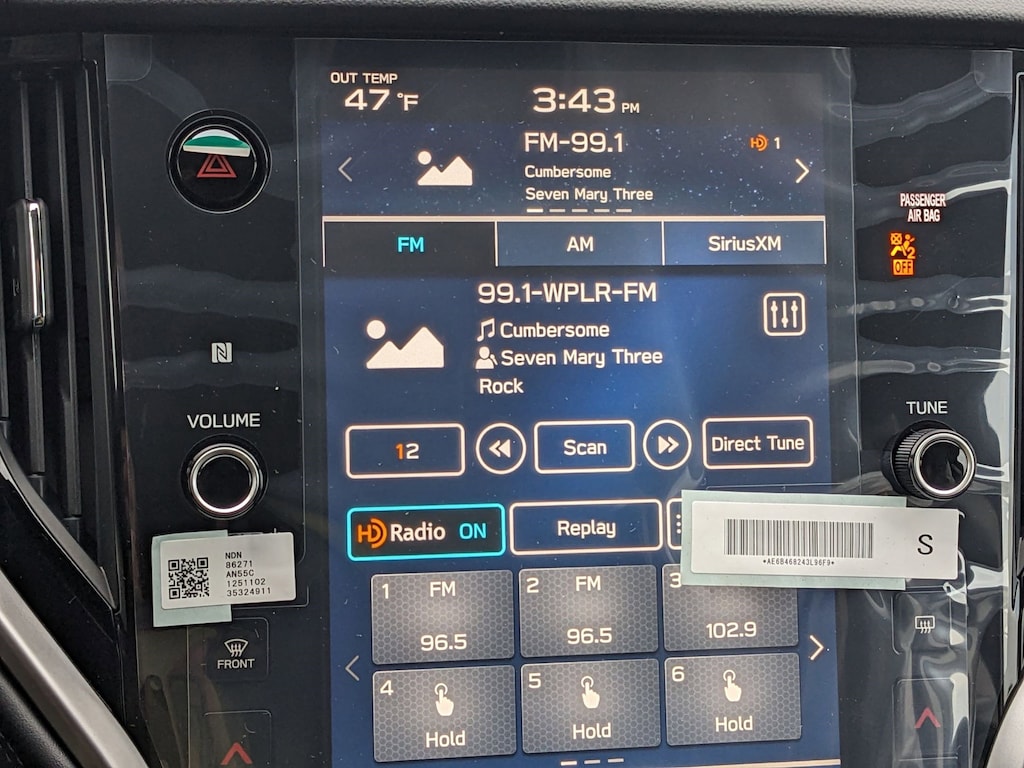 OUT TEMP
47 °F
3:43 PM
FM-99.1
HD 1
Cumbersome
Seven Mary Three
PASSENGER
AIR BAG
2
OFF
FM
AM
SiriusXM
99.1-WPLR-FM
Cumbersome
Seven Mary Three
Rock
N
VOLUME
TUNE
12
Scan
Direct Tune
HD Radio ON
Replay
*AE6B468243L96F9*
S
NDN
86271
AN55C
1251102
35324911
1 FM
96.5
2 FM
96.5
3
102.9
FRONT
4
Hold
5
Hold
6
Hold